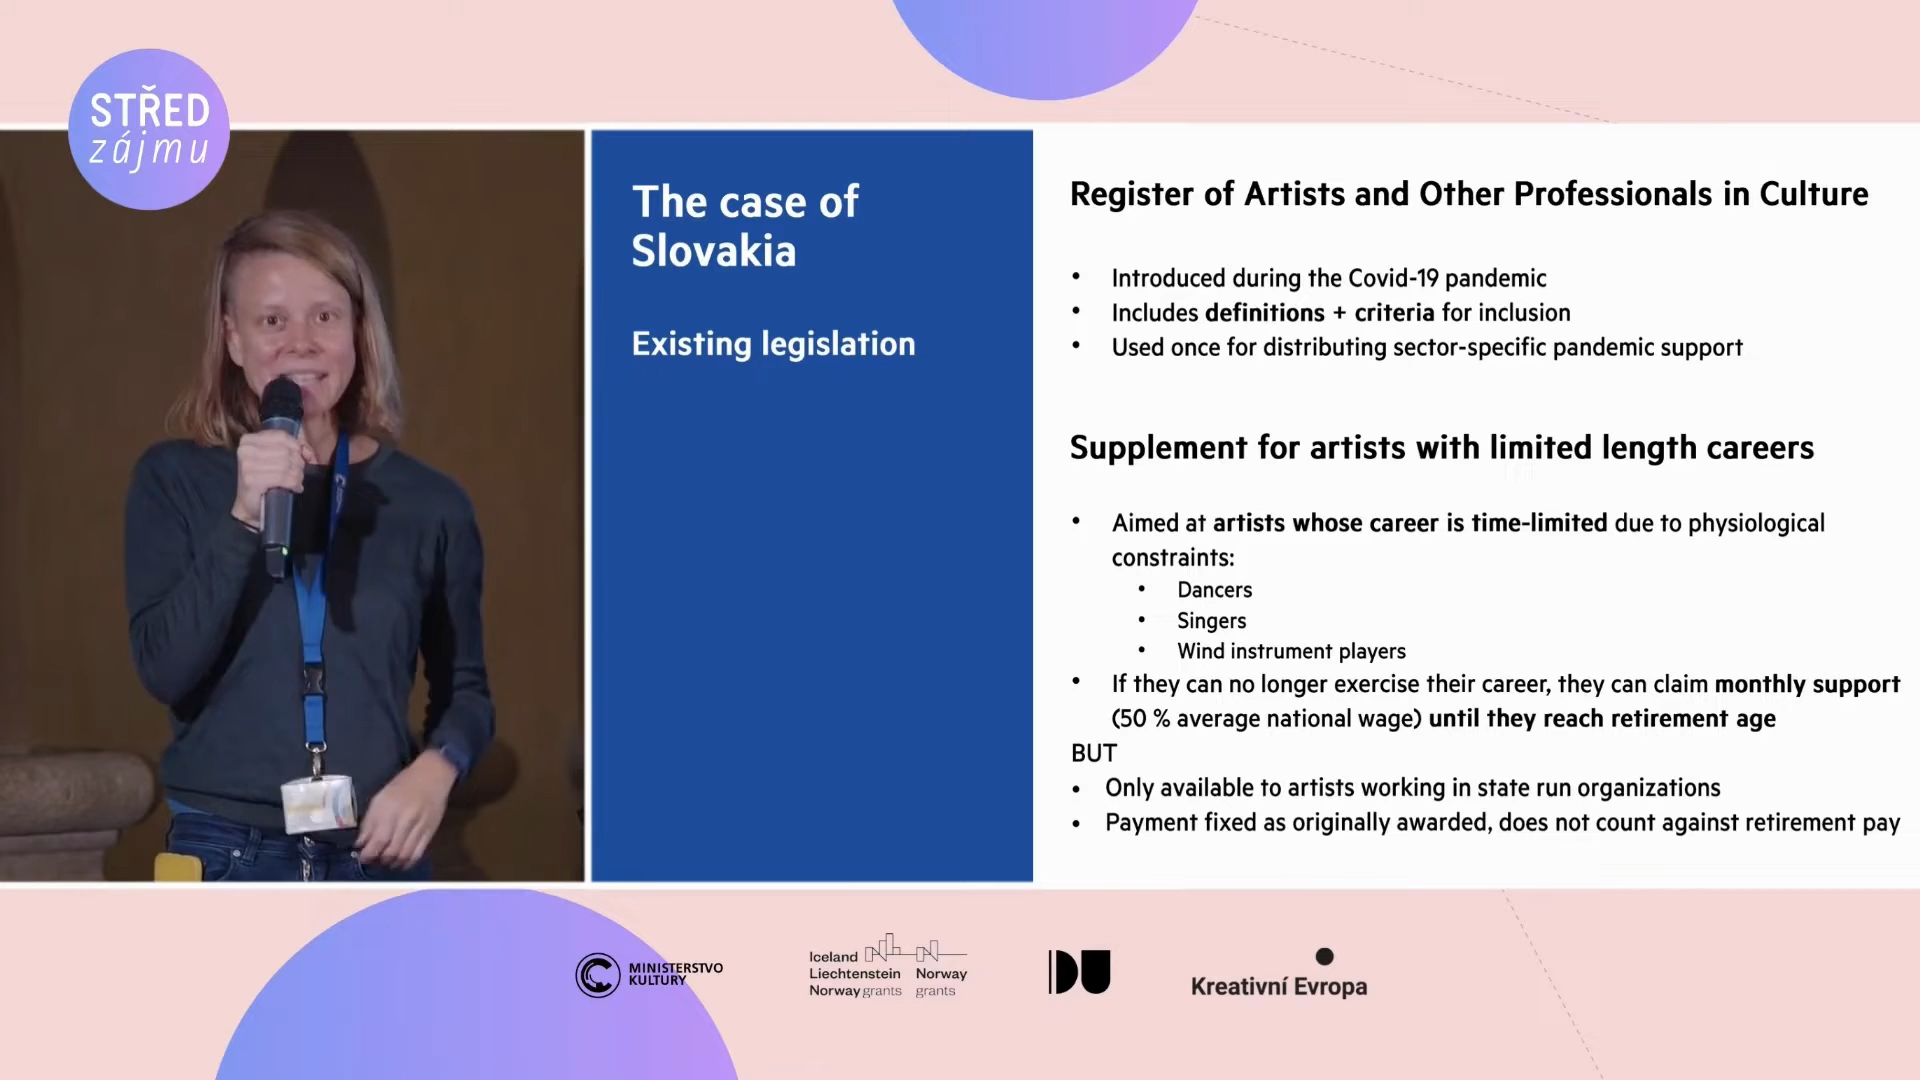 STŘED
zájmu
The case of
Slovakia
Existing legislation
Register of Artists and Other Professionals in Culture
• Introduced during the Covid-19 pandemic
• Includes definitions + criteria for inclusion
• Used once for distributing sector-specific pandemic support
Supplement for artists with limited length careers
• Aimed at artists whose career is time-limited due to physiological
constraints:
• Dancers
• Singers
• Wind instrument players
• If they can no longer exercise their career, they can claim monthly support
(50 % average national wage) until they reach retirement age
BUT
• Only available to artists working in state run organizations
• Payment fixed as originally awarded, does not count against retirement pay
MINISTERSTVO
KULTURY
Iceland
Liechtenstein
Norway grants
Norway
grants
DU
Kreativní Evropa